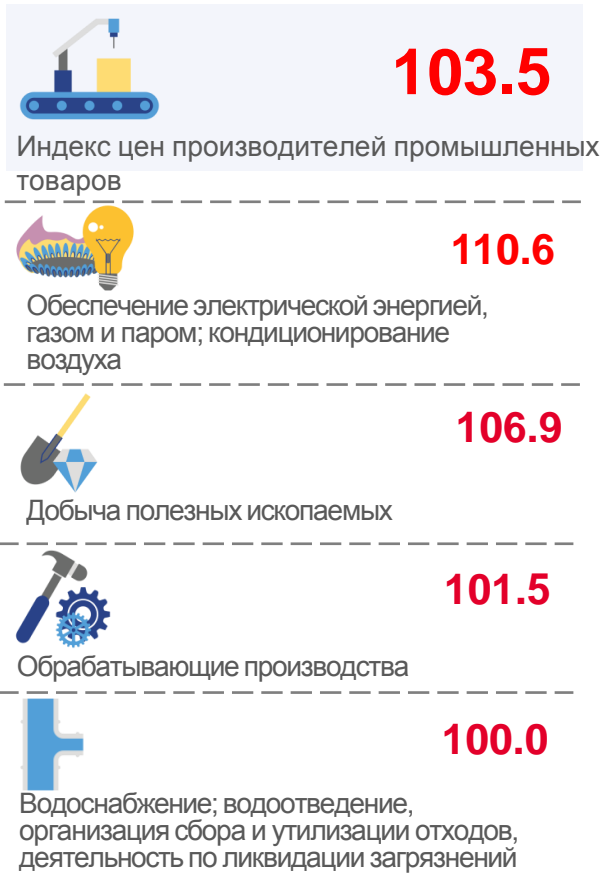 103.5
Индекс цен производителей промышленных
товаров
110.6
Обеспечение электрической энергией,
газом и паром; кондиционирование
воздуха
106.9
Добыча полезных ископаемых
101.5
Обрабатывающие производства
100.0
Водоснабжение; водоотведение,
организация сбора и утилизации отходов,
деятельность по ликвидации загрязнений